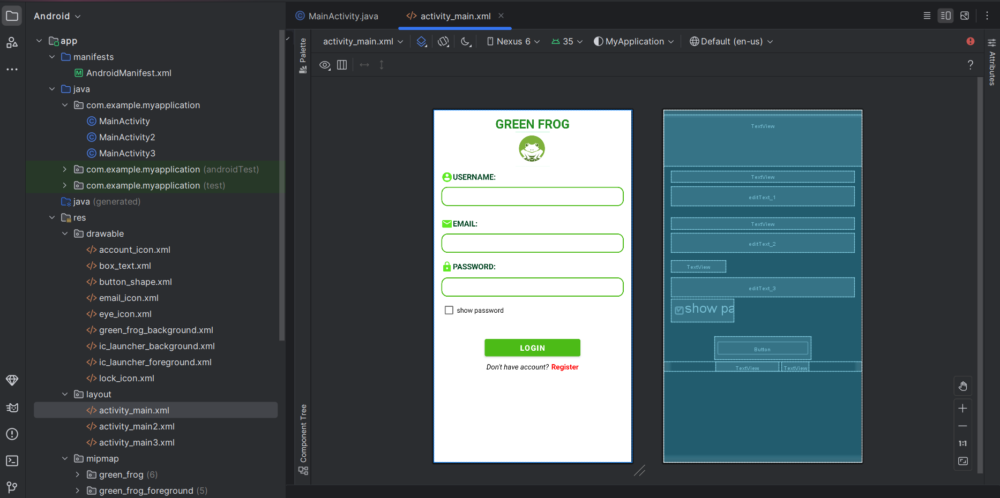 Android
app
manifests
AndroidManifest.xml
java
com.example.myapplication
MainActivity
MainActivity2
MainActivity3
com.example.myapplication (androidTest)
com.example.myapplication (test)
java (generated)
res
drawable
account_icon.xml
box_text.xml
button_shape.xml
email_icon.xml
eye_icon.xml
green_frog_background.xml
ic_launcher_background.xml
ic_launcher_foreground.xml
lock_icon.xml
layout
activity_main.xml
activity_main2.xml
activity_main3.xml
mipmap
green_frog (6)
green_frog_foreground (5)
MainActivity.java
activity_main.xml
Palette
activity_main.xml
Nexus 6
35
MyApplication
Default (en-us)
?
Attributes
Component Tree
GREEN FROG
USERNAME:
EMAIL:
PASSWORD:
show password
LOGIN
Don't have account? Register
TextView
TextView
editText_1
TextView
editText_2
TextView
editText_3
show pa
Button
TextView
TextView
1:1